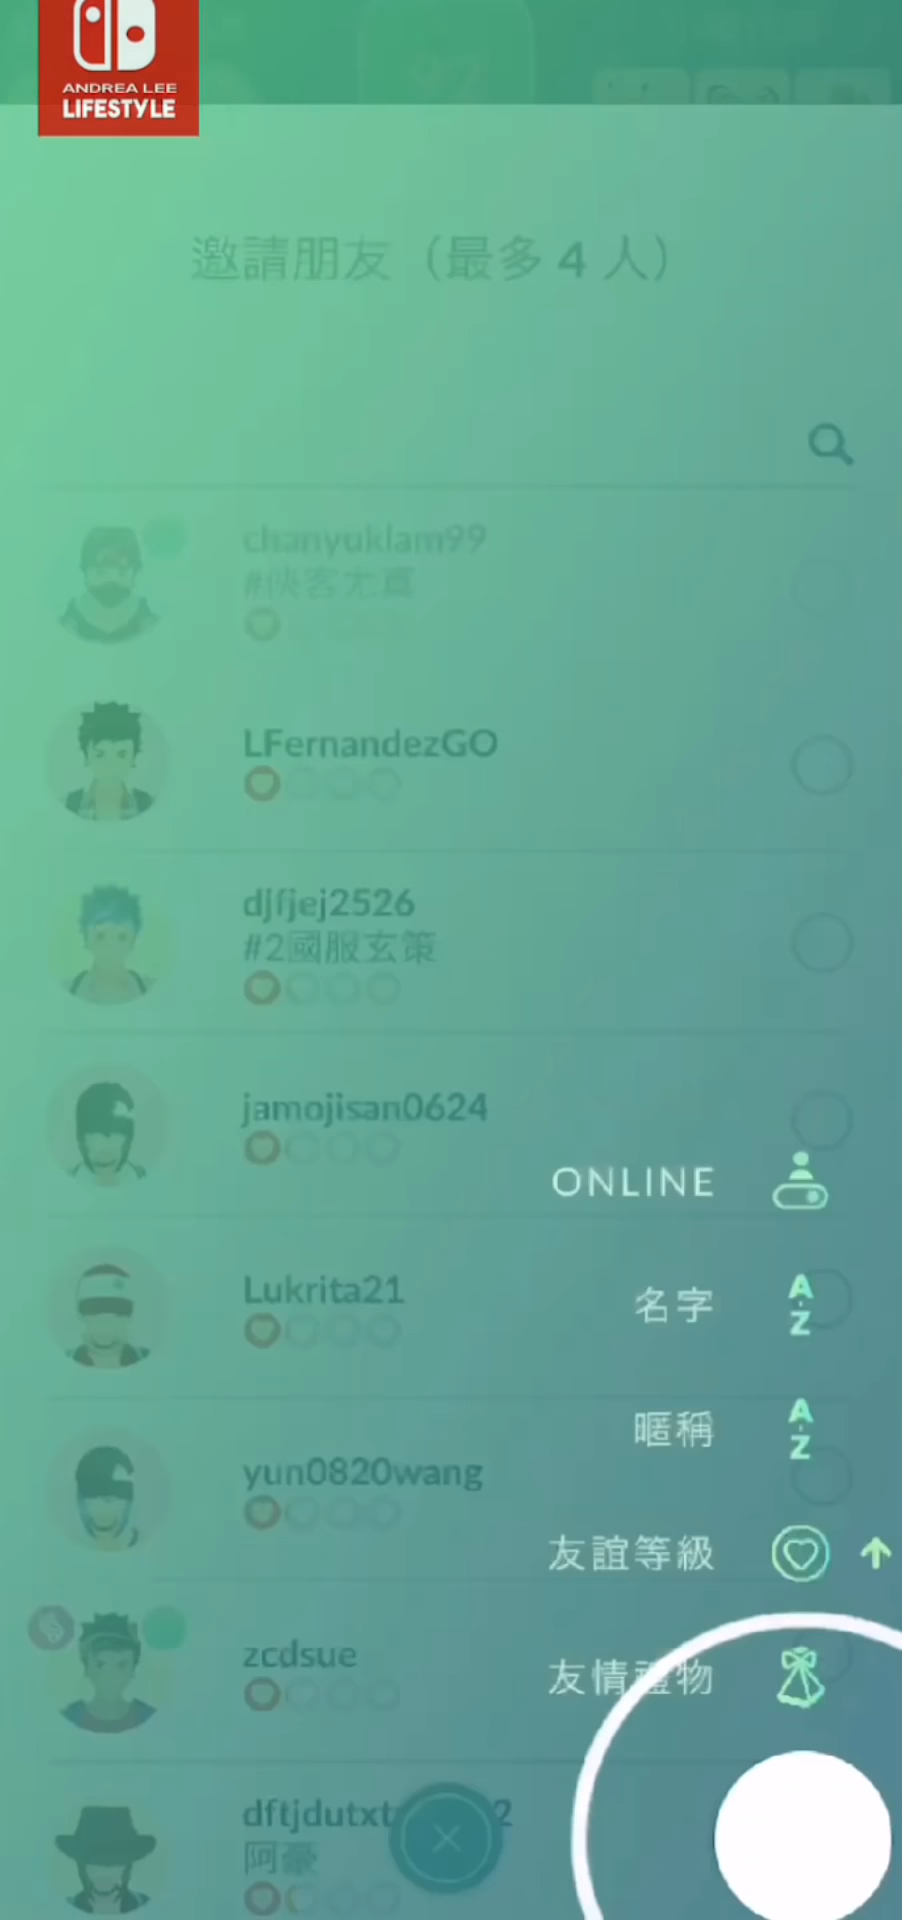 ANDREA LEE
LIFESTYLE
邀請朋友（最多 4 人）
chanyuklam99
#俠客尤真
LFernandezGO
djfjej2526
#2國服玄策
jamojisan0624
ONLINE
Lukrita21
名字
A-Z
yun0820wang
暱稱
A-Z
友誼等級
zcdsue
友情禮物
阿豪